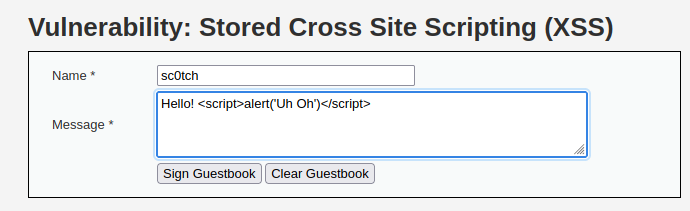 Vulnerability: Stored Cross Site Scripting (XSS)
Name * sc0tch
Message * Hello! <script>alert('Uh Oh')</script>
Sign Guestbook Clear Guestbook